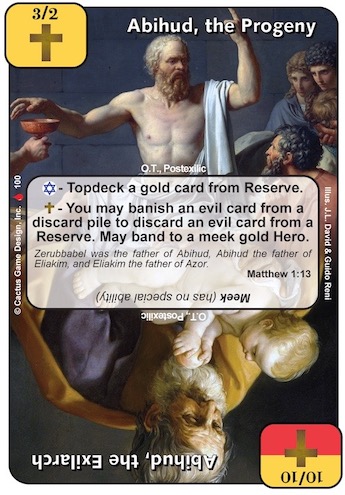 3/2
Abihud, the Progeny
O.T., Postexilic
✡ - Topdeck a gold card from Reserve.
✝ - You may banish an evil card from a
discard pile to discard an evil card from a
Reserve. May band to a meek gold Hero.
Zerubbabel was the father of Abihud, Abihud the father of
Eliakim, and Eliakim the father of Azor.
Matthew 1:13
© Cactus Game Design, Inc. 100
Illus. J.L. David & Guido Reni
Meek (has no special ability)
O.T., Postexilic
Abihud, the Exilarch
10/10